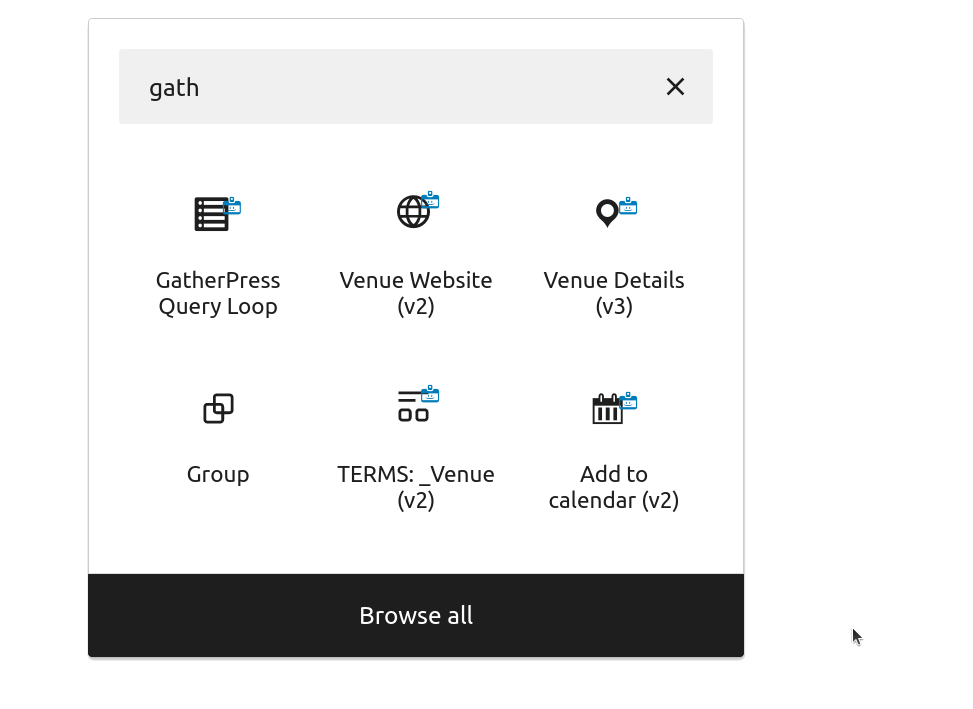 gath
GatherPress
Query Loop
Venue Website
(v2)
Venue Details
(v3)
Group
TERMS: _Venue
(v2)
Add to
calendar (v2)
Browse all